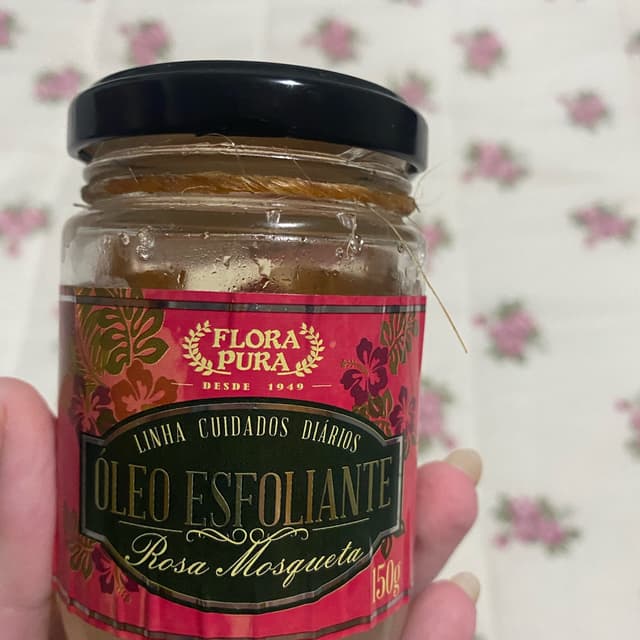 FLORA
PURA
DESDE 1949
LINHA CUIDADOS DIÁRIOS
ÓLEO ESFOLIANTE
Rosa Mosqueta
150g